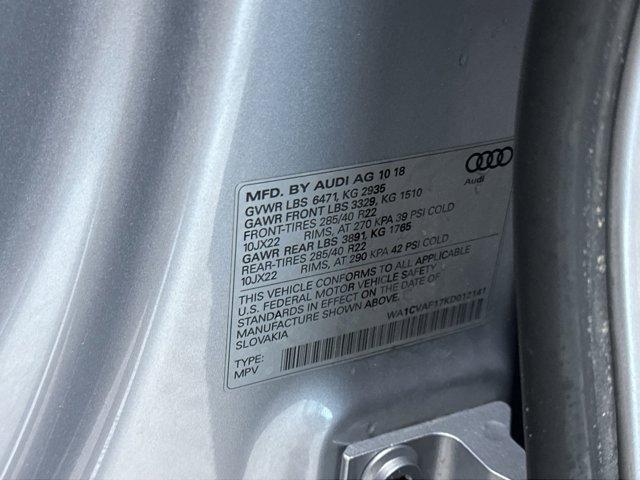 MFD. BY AUDI AG 10 18
GVWR LBS 6471, KG 2935
GAWR FRONT LBS 3329, KG 1510
FRONT-TIRES 285/40 R22
10JX22 RIMS, AT 270 KPA 39 PSI COLD
GAWR REAR LBS 3891, KG 1765
REAR-TIRES 285/40 R22
10JX22 RIMS, AT 290 KPA 42 PSI COLD
Audi
THIS VEHICLE CONFORMS TO ALL APPLICABLE
U.S. FEDERAL MOTOR VEHICLE SAFETY
STANDARDS IN EFFECT ON THE DATE OF
MANUFACTURE SHOWN ABOVE.
SLOVAKIA
WA1CVAF17KD012141
TYPE:
MPV